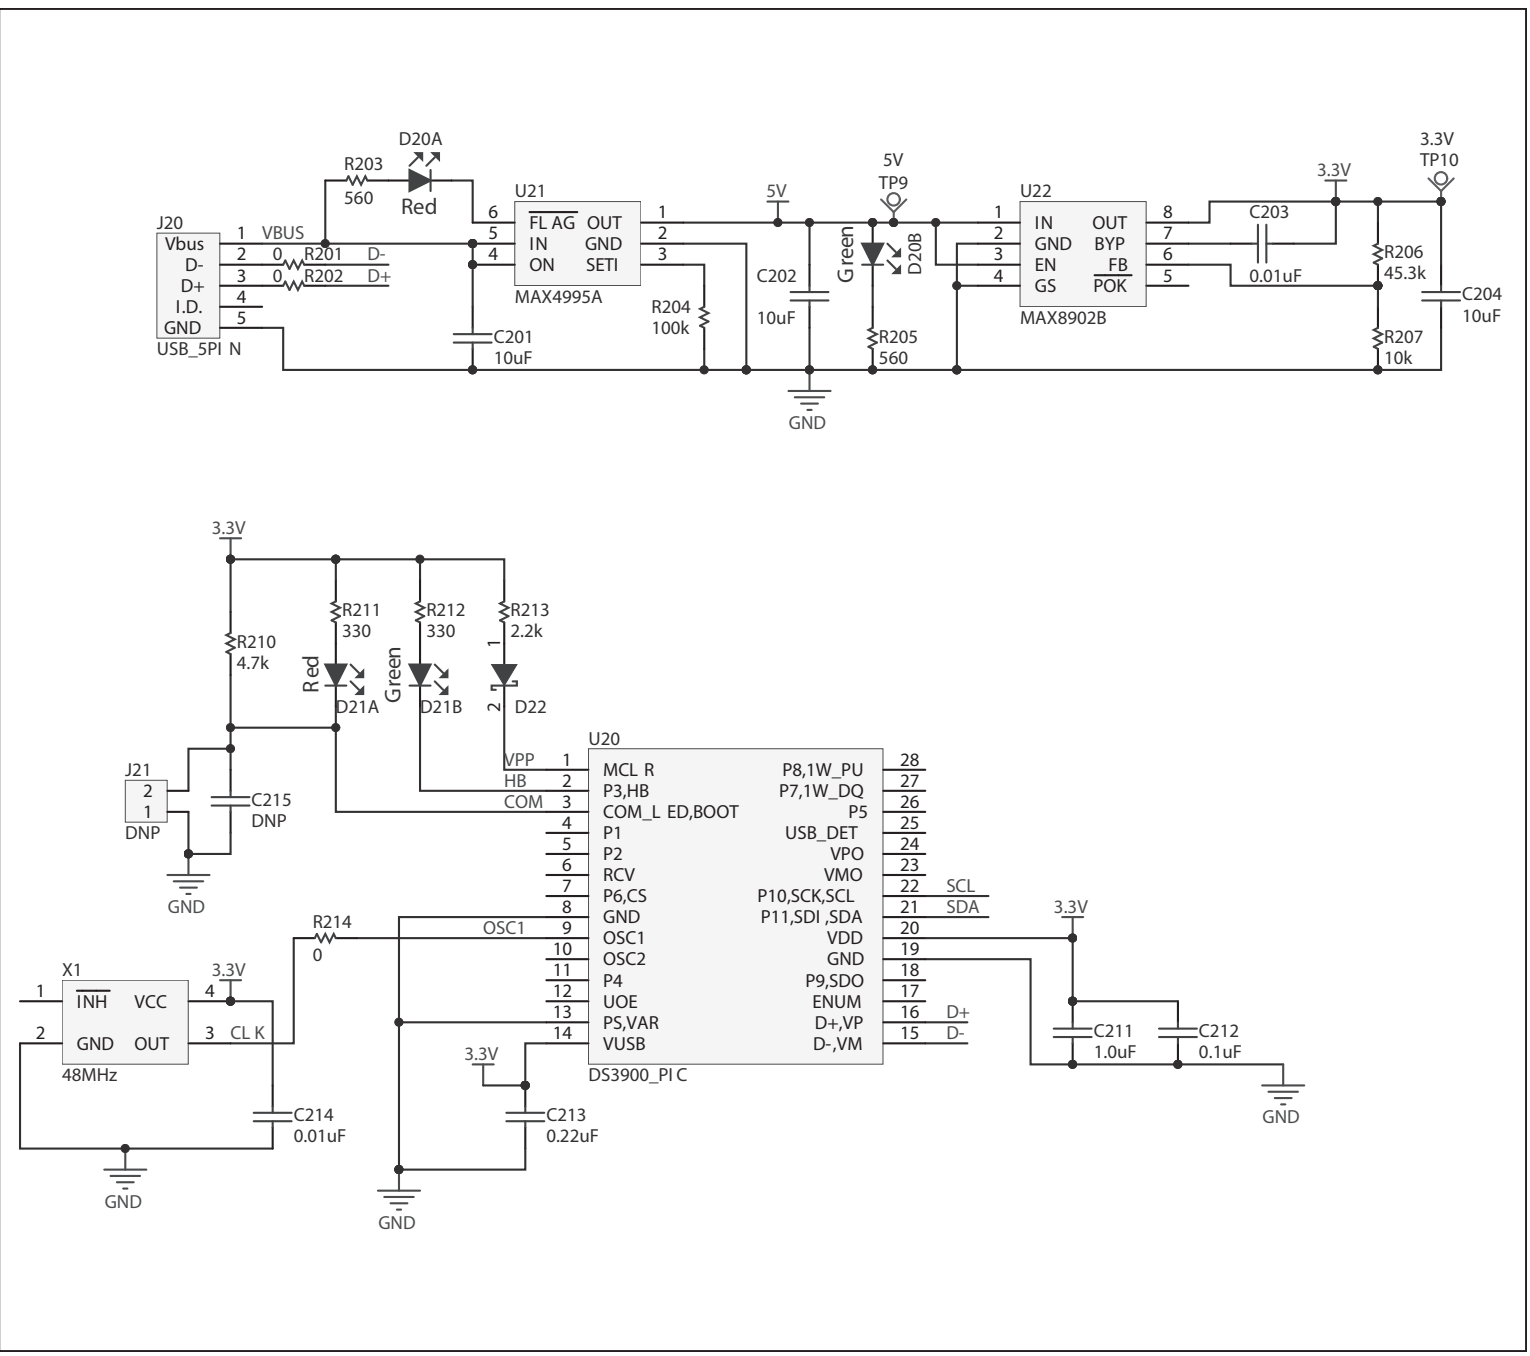 D20A
R203
560
Red
J20
Vbus
D-
D+
I.D.
GND
USB_5PI N
1
2
3
4
5
VBUS
0 R201 D-
0 R202 D+
U21
6
5
4
FL AG OUT
IN GND
ON SETI
1
2
3
MAX4995A
C201
10uF
R204
100k
5V
C202
10uF
5V
TP9
Green
D20B
R205
560
GND
U22
1
2
3
4
IN OUT
GND BYP
EN FB
GS POK
8
7
6
5
MAX8902B
C203
0.01uF
3.3V
3.3V
TP10
R206
45.3k
R207
10k
C204
10uF
3.3V
R210
4.7k
R211
330
Red
D21A
R212
330
Green
D21B
R213
2.2k
1
2
D22
J21
2
1
DNP
C215
DNP
GND
VPP
HB
COM
U20
1 MCL R P8,1W_PU 28
2 P3,HB P7,1W_DQ 27
3 COM_L ED,BOOT P5 26
4 P1 USB_DET 25
5 P2 VPO 24
6 RCV VMO 23
7 P6,CS P10,SCK,SCL 22 SCL
8 GND P11,SDI ,SDA 21 SDA
OSC1 9 OSC1 VDD 20
10 OSC2 GND 19
11 P4 P9,SDO 18
12 UOE ENUM 17
13 PS,VAR D+,VP 16 D+
14 VUSB D-,VM 15 D-
DS3900_PI C
R214
0
X1
1 INH VCC 4
2 GND OUT 3 CL K
48MHz
3.3V
C214
0.01uF
GND
3.3V
C213
0.22uF
GND
3.3V
C211
1.0uF
C212
0.1uF
GND